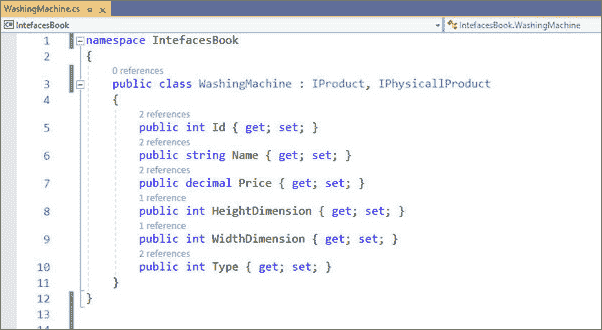 WashingMachine.cs
IntefacesBook
IntefacesBook.WashingMachine
1 namespace IntefacesBook
2 {
0 references
3 public class WashingMachine : IProduct, IPhysicallProduct
4 {
2 references
5 public int Id { get; set; }
2 references
6 public string Name { get; set; }
2 references
7 public decimal Price { get; set; }
1 reference
8 public int HeightDimension { get; set; }
1 reference
9 public int WidthDimension { get; set; }
2 references
10 public int Type { get; set; }
11 }
12 }
13
14